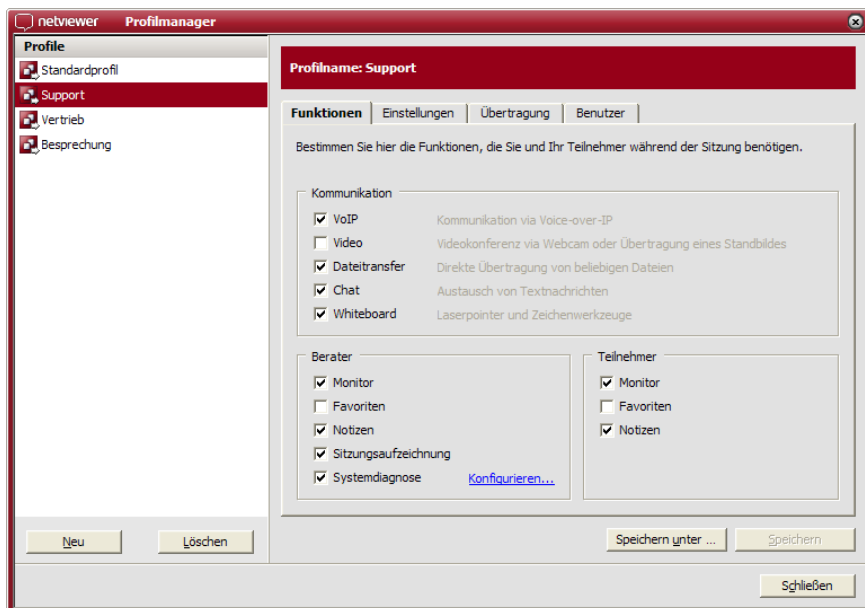 netviewer Profilmanager
Profile
Standardprofil
Support
Vertrieb
Besprechung
Profilname: Support
Funktionen Einstellungen Übertragung Benutzer
Bestimmen Sie hier die Funktionen, die Sie und Ihr Teilnehmer während der Sitzung benötigen.
Kommunikation
VoIP Kommunikation via Voice-over-IP
Video Videokonferenz via Webcam oder Übertragung eines Standbildes
Dateitransfer Direkte Übertragung von beliebigen Dateien
Chat Austausch von Textnachrichten
Whiteboard Laserpointer und Zeichenwerkzeuge
Berater
Monitor
Favoriten
Notizen
Sitzungsaufzeichnung
Systemdiagnose Konfigurieren...
Teilnehmer
Monitor
Favoriten
Notizen
Neu Löschen
Speichern unter ... Speichern
Schließen